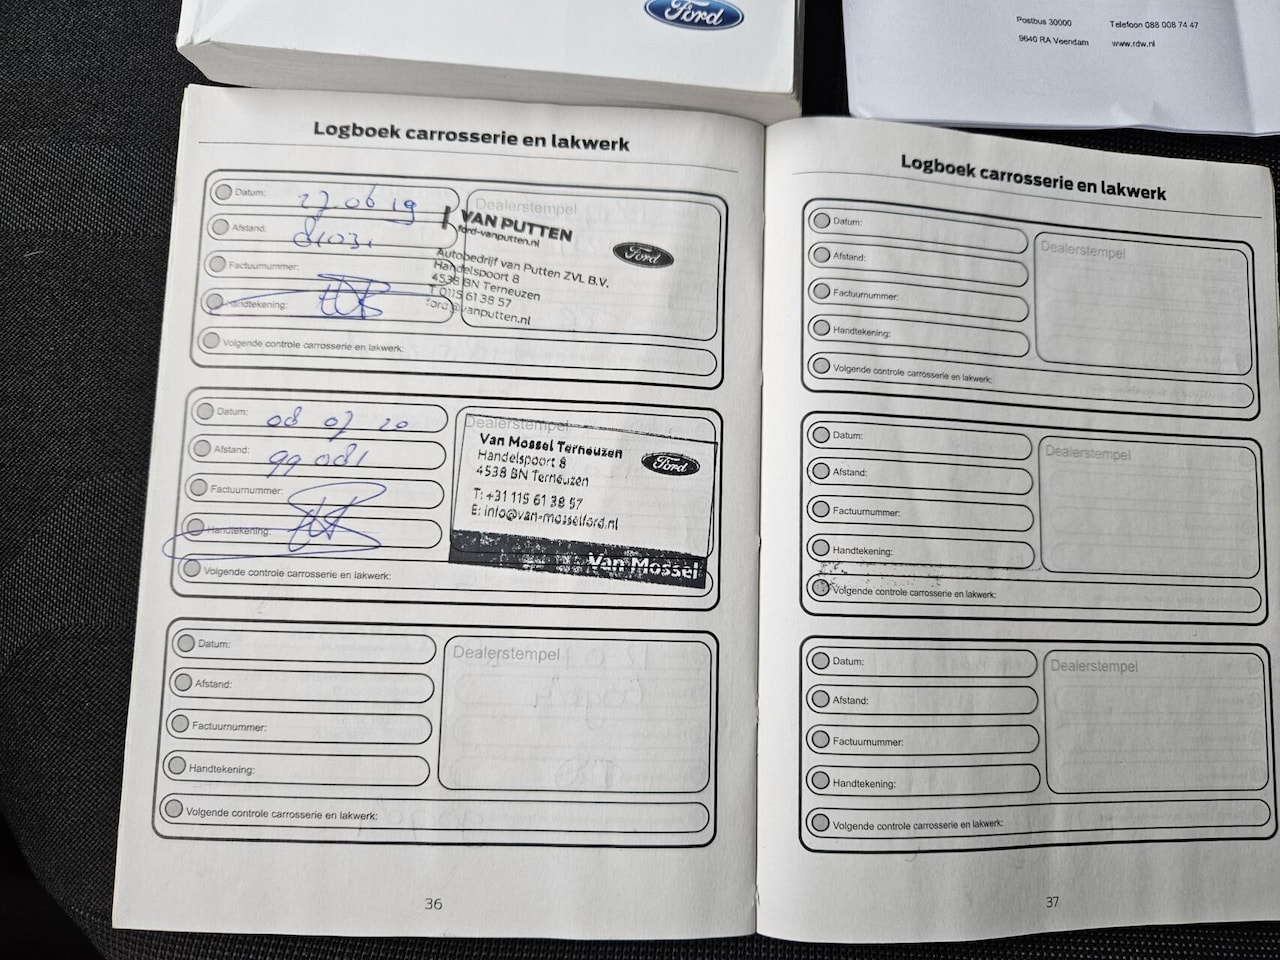 Ford
Postbus 30000 Telefoon 088 008 74 47
9640 RA Veendam www.rdw.nl
Logboek carrosserie en lakwerk
Datum: 27 06 19
Afstand: 81031
Factuurnummer:
Handtekening:
Volgende controle carrosserie en lakwerk:
Dealerstempel
VAN PUTTEN
ford-vanputten.nl
Ford
Autobedrijf van Putten ZVL B.V.
Handelspoort 8
4538 BN Terneuzen
T 0115 61 38 57
ford@vanputten.nl
Datum: 08 07 20
Afstand: 99 081
Factuurnummer:
Handtekening:
Volgende controle carrosserie en lakwerk:
Dealerstempel
Van Mossel Terneuzen
Handelspoort 8
4538 BN Terneuzen
Ford
T: +31 115 61 38 57
E: info@van-mosselford.nl
Van Mossel
Datum:
Afstand:
Factuurnummer:
Handtekening:
Volgende controle carrosserie en lakwerk:
Dealerstempel
36
Logboek carrosserie en lakwerk
Datum:
Afstand:
Factuurnummer:
Handtekening:
Volgende controle carrosserie en lakwerk:
Dealerstempel
Datum:
Afstand:
Factuurnummer:
Handtekening:
Volgende controle carrosserie en lakwerk:
Dealerstempel
Datum:
Afstand:
Factuurnummer:
Handtekening:
Volgende controle carrosserie en lakwerk:
Dealerstempel
37